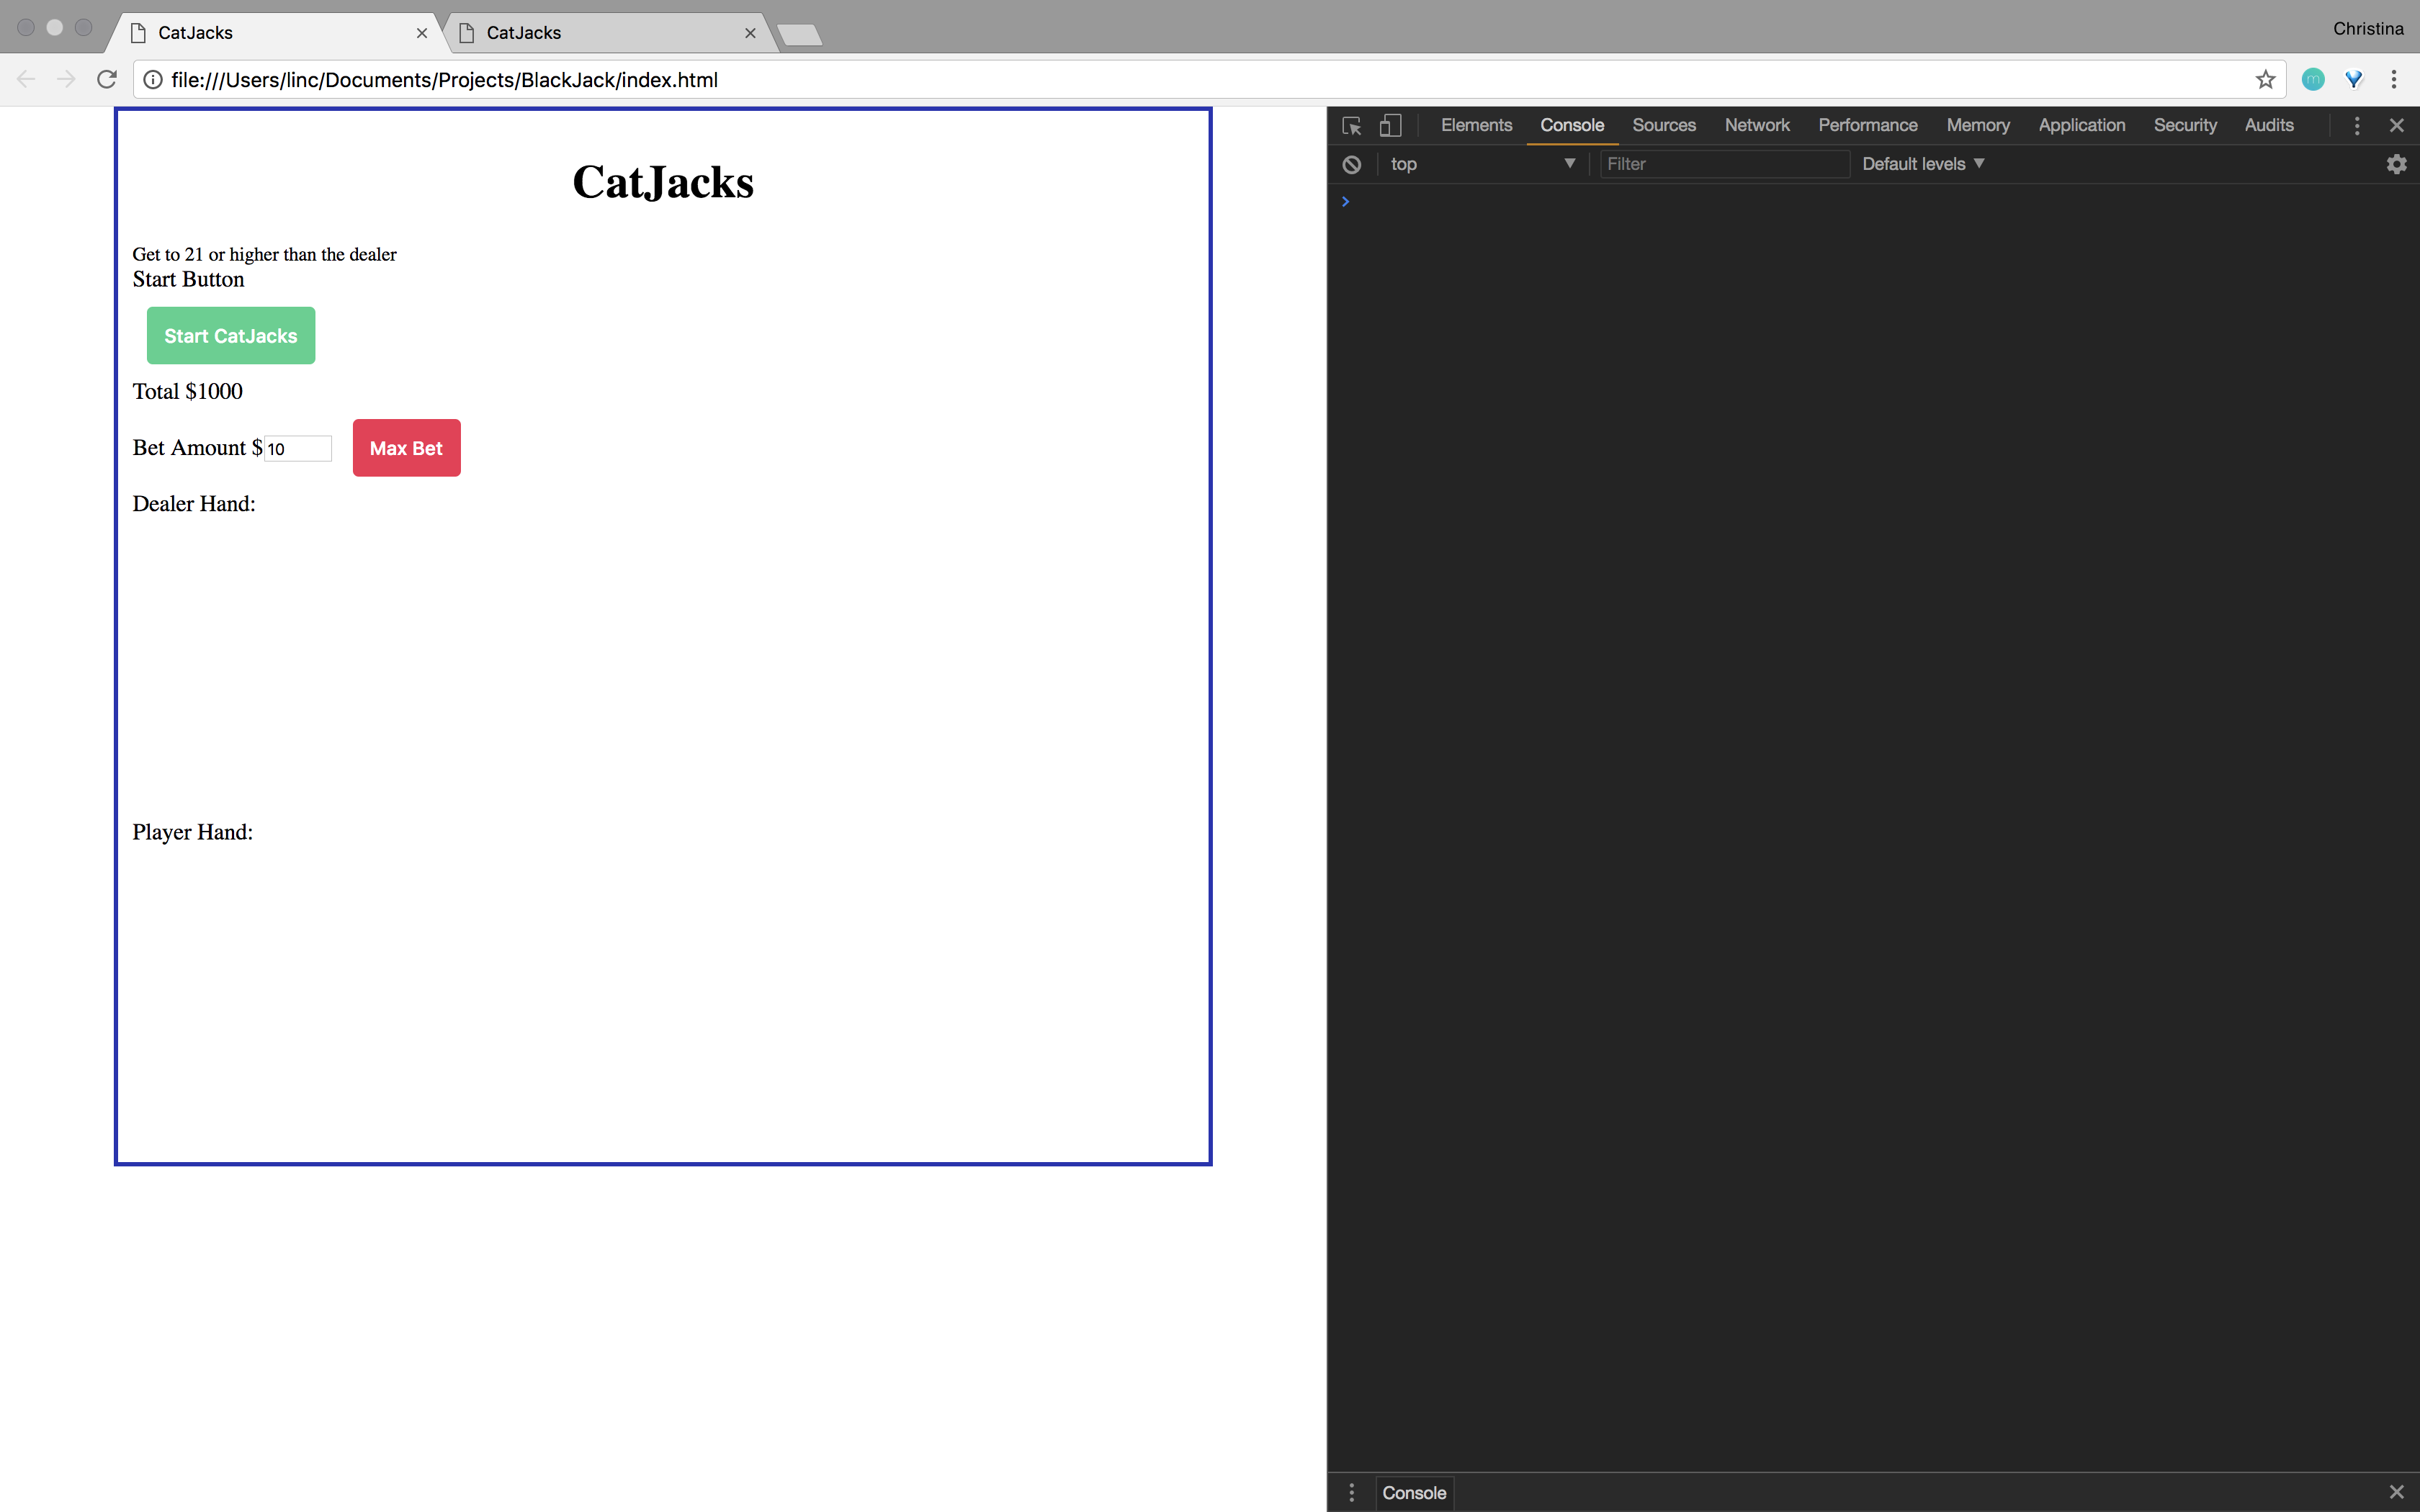 CatJacks
CatJacks
Christina
file:///Users/linc/Documents/Projects/BlackJack/index.html
Elements Console Sources Network Performance Memory Application Security Audits
top Filter Default levels
CatJacks
Get to 21 or higher than the dealer
Start Button
Start CatJacks
Total $1000
Bet Amount $10 Max Bet
Dealer Hand:
Player Hand:
Console